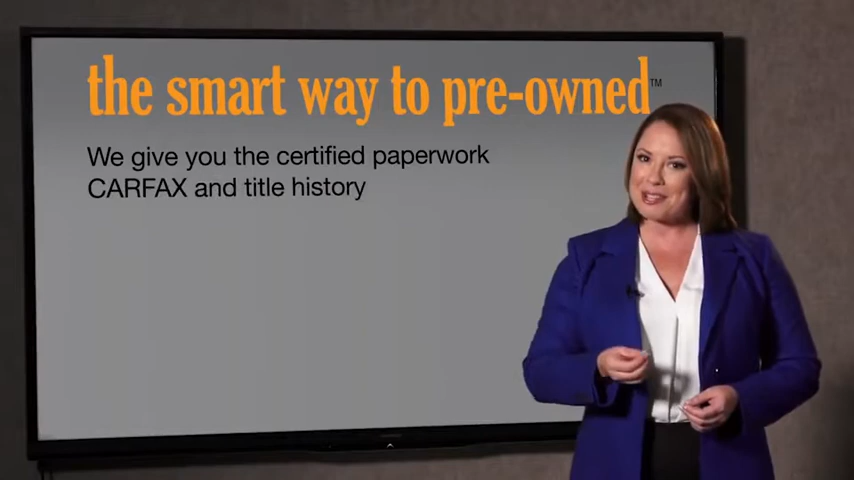 the smart way to pre-owned™
We give you the certified paperwork
CARFAX and title history